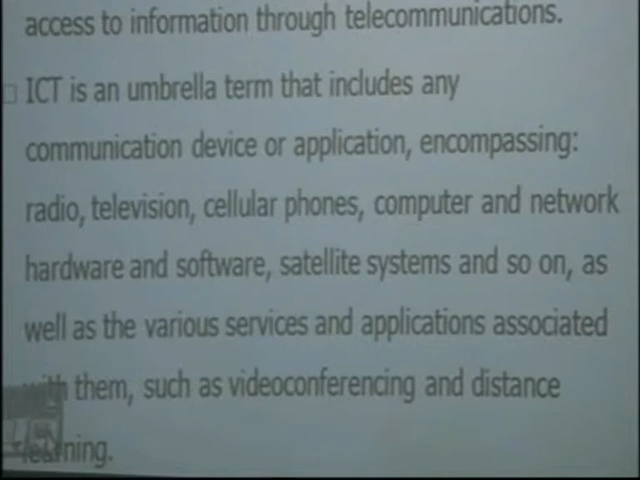 access to information through telecommunications.
ICT is an umbrella term that includes any
communication device or application, encompassing:
radio, television, cellular phones, computer and network
hardware and software, satellite systems and so on, as
well as the various services and applications associated
with them, such as videoconferencing and distance
learning.